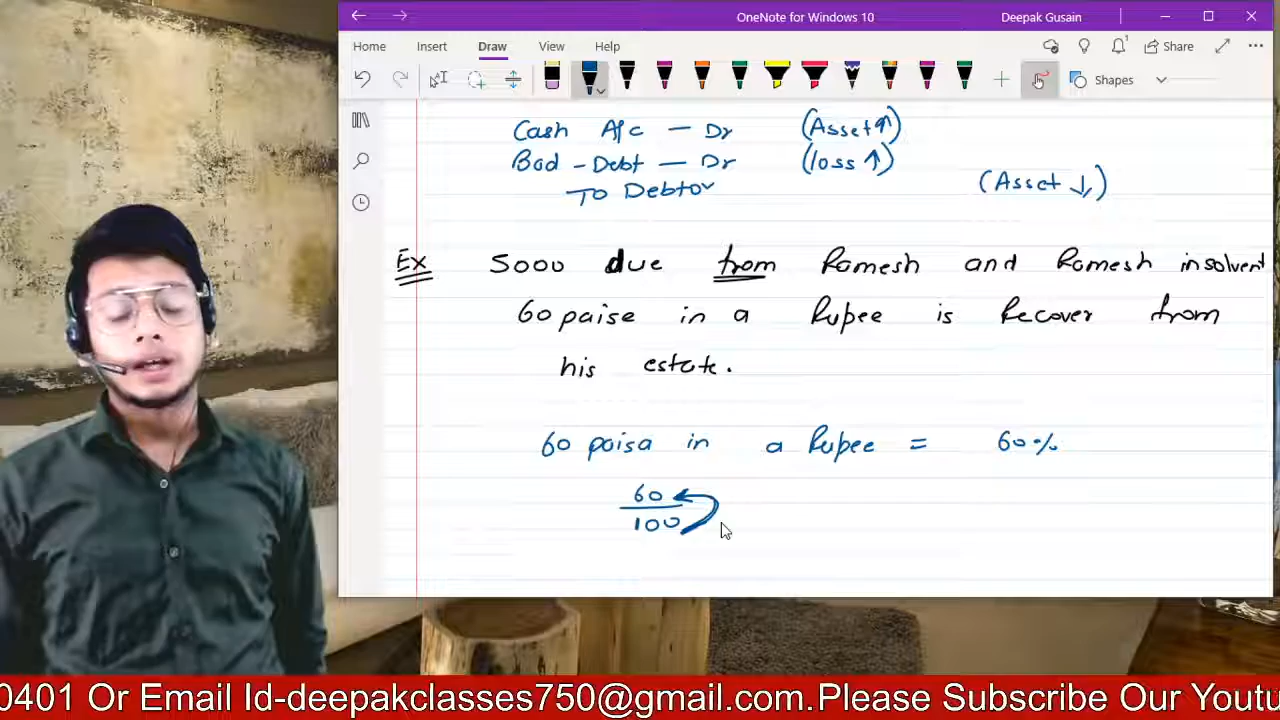 OneNote for Windows 10
Deepak Gusain
Home Insert Draw View Help
Share
Shapes
Cash A/c — Dr (Asset ↑)
Bad - Debt — Dr (loss ↑)
To Debtor (Asset ↓)
Ex 5000 due from Ramesh and Ramesh insolvent
60 paise in a Rupee is Recover from
his estate.
60 paisa in a Rupee = 60%
60
100
0401 Or Email Id-deepakclasses750@gmail.com.Please Subscribe Our Youtu